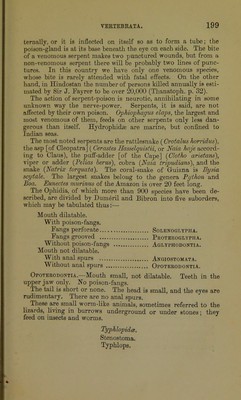 VERTEBRATA. 199
ternally, or it is inflected on itself so as to form a tube; the
poison-gland is at its base beneath the eye on each side. The bite
of a venomous serpent makes two punctured wounds, but from a
non-venomous serpent there will be probably two lines of punc-
tures. In this country we have only one venomous species,
whose bite is rarely attended with fatal effects. On the other
hand, in Hindostan the number of persons killed annually is esti-
mated by Sir J. Fayrer to be over 20,000 (Thanatoph. p. 32).
The action of serpent-poison is neurotic, annihilating in some
unknown way the nerve-power. Serpents, it is said, are not
affected by their own poison. Ophiophagus elaps, the largest and
most venomous of them, feeds on other serpents only less dan-
gerous than itself. Hydrophidæ are marine, but confined to
Indian seas.
The most noted serpents are the rattlesnake (Crotalus horridus),
the asp [of Cleopatra] (Cerastes Hasselquistii, or Naia haje accord-
ing to Claus), the puff-adder [of the Cape] (Clotho arietans),
viper or adder (Pelias berus), cobra (Naia tripudians), and the
snake (Natrix torquata). The coral-snake of Guinea is Ilysia
scytale. The largest snakes belong to the genera Python and
Boa. Eunectes murinus of the Amazon is over 20 feet long.
The Ophidia, of which more than 900 species have been de-
scribed, are divided by Duméril and Bibron into five suborders,
which may be tabulated thus:—
Mouth dilatable.
With poison-fangs.
Fangs perforate .................. SOLENOGLYPHA.
Fangs grooved .................. PROTEROGLYPHA.
Without poison-fangs ............ AGLYPHODONTIA.
Mouth not dilatable.
With anal spurs .................. ANGIOSTOMATA.
Without anal spurs ............... OPOTERODONTIA.
OPOTERODONTIA.—Mouth small, not dilatable. Teeth in the
upper jaw only. No poison-fangs.
The tail is short or none. The head is small, and the eyes are
rudimentary. There are no anal spurs.
These are small worm-like animals, sometimes referred to the
lizards, living in burrows underground or under stones; they
feed on insects and worms.
Typhlopidæ.
Stenostoma.
Typhlops.